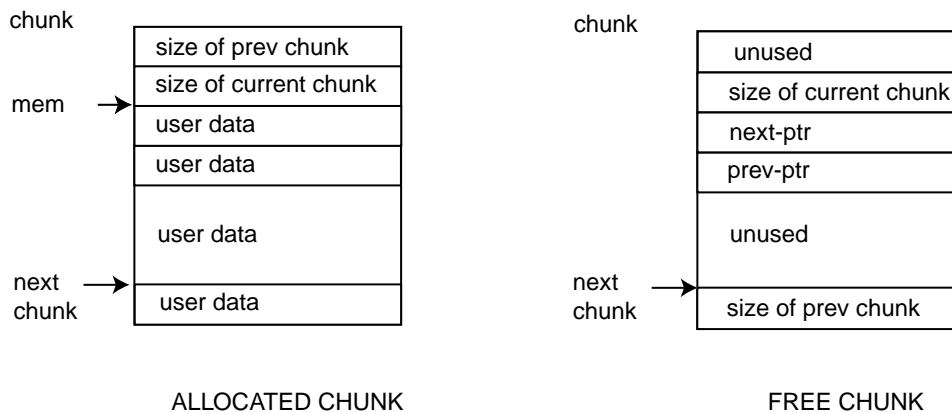 chunk
size of prev chunk
size of current chunk
mem
user data
user data
user data
next
chunk
user data
ALLOCATED CHUNK
chunk
unused
size of current chunk
next-ptr
prev-ptr
unused
next
chunk
size of prev chunk
FREE CHUNK